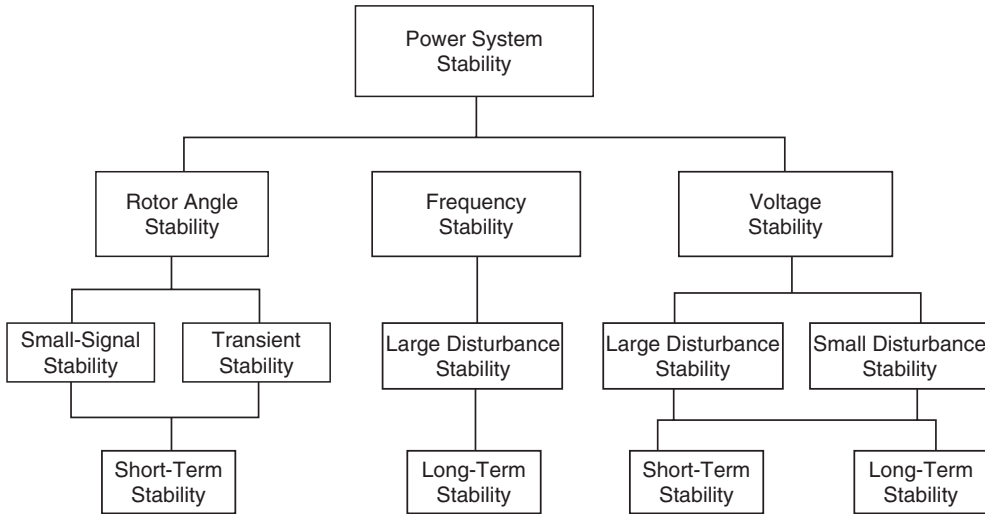 Power System
Stability
Rotor Angle
Stability
Frequency
Stability
Voltage
Stability
Small-Signal
Stability
Transient
Stability
Large Disturbance
Stability
Large Disturbance
Stability
Small Disturbance
Stability
Short-Term
Stability
Long-Term
Stability
Short-Term
Stability
Long-Term
Stability